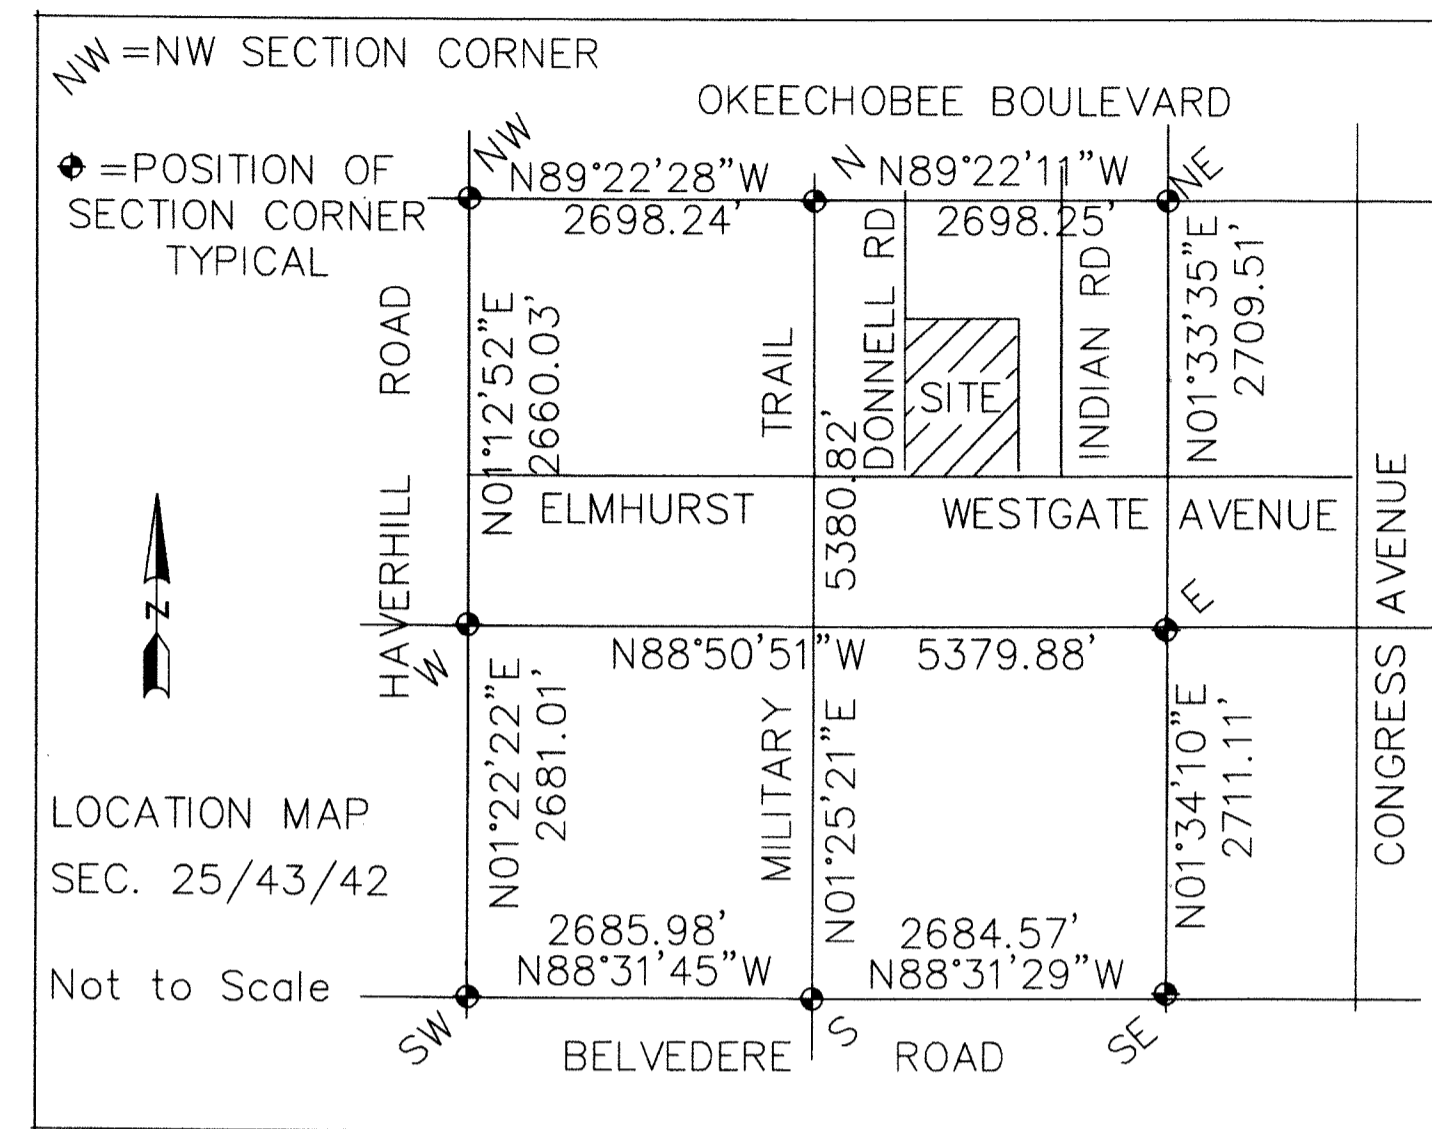 NW =NW SECTION CORNER
OKEECHOBEE BOULEVARD
=POSITION OF
SECTION CORNER
TYPICAL
NW
N89°22'28"W
2698.24'
N
N89°22'11"W
2698.25'
NE
HAVERHILL ROAD
N01°12'52"E
2660.03'
MILITARY TRAIL
5380.82'
N01°25'21"E
DONNELL RD
SITE
INDIAN RD
N01°33'35"E
2709.51'
ELMHURST
WESTGATE AVENUE
CONGRESS AVENUE
Z
W
N88°50'51"W 5379.88'
E
N01°22'22"E
2681.01'
N01°34'10"E
2711.11'
LOCATION MAP
SEC. 25/43/42
Not to Scale
2685.98'
N88°31'45"W
2684.57'
N88°31'29"W
SW
S
SE
BELVEDERE ROAD